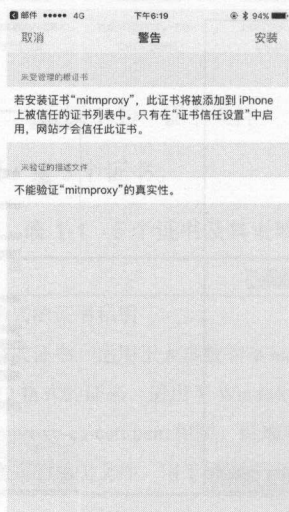 邮件 ●●●●● 4G 下午6:19 94%
取消 警告 安装
未受管理的根证书
若安装证书“mitmproxy”，此证书将被添加到 iPhone
上被信任的证书列表中。只有在“证书信任设置”中启
用，网站才会信任此证书。
未验证的描述文件
不能验证“mitmproxy”的真实性。